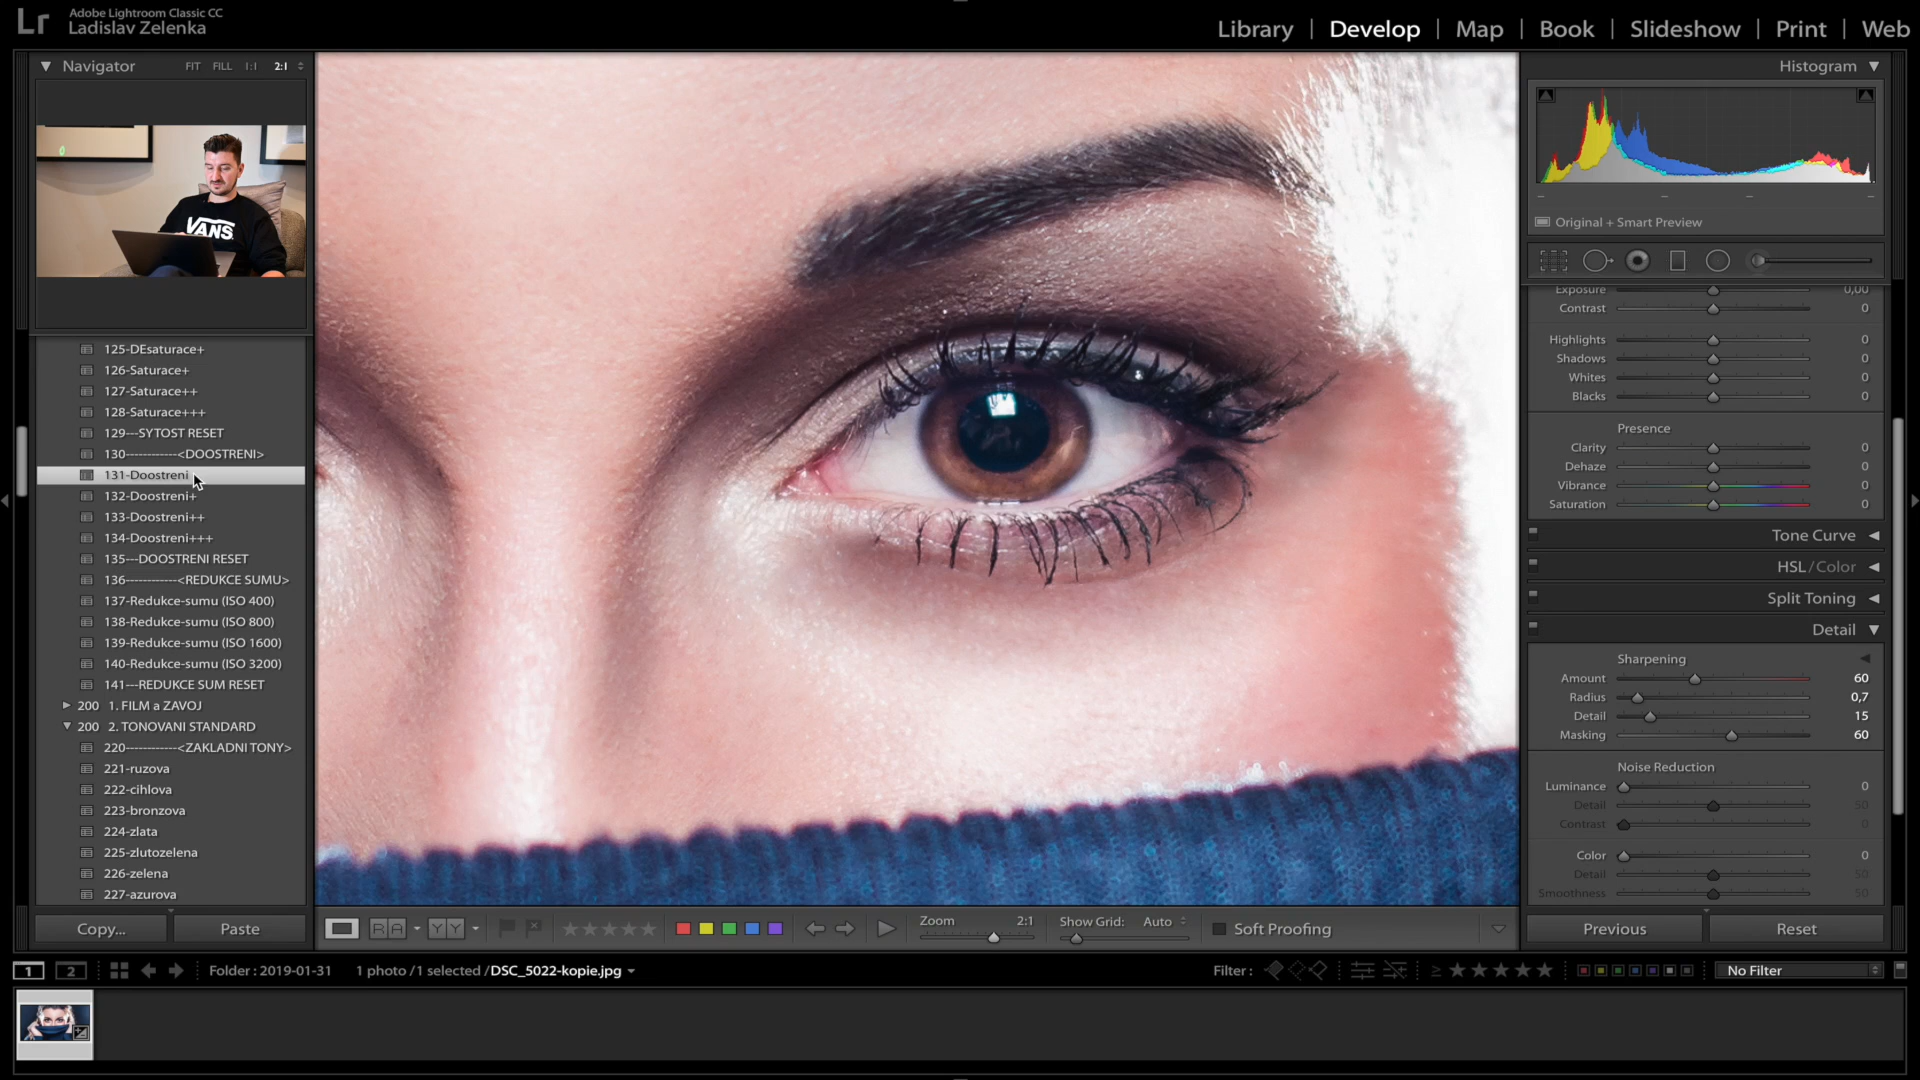 Lr
Adobe Lightroom Classic CC
Ladislav Zelenka
Library | Develop | Map | Book | Slideshow | Print | Web
Navigator FIT FILL 1:1 2:1
VANS
125-DEsaturace+
126-Saturace+
127-Saturace++
128-Saturace+++
129---SYTOST RESET
130------------<DOOSTRENI>
131-Doostreni
132-Doostreni+
133-Doostreni++
134-Doostreni+++
135---DOOSTRENI RESET
136------------<REDUKCE SUMU>
137-Redukce-sumu (ISO 400)
138-Redukce-sumu (ISO 800)
139-Redukce-sumu (ISO 1600)
140-Redukce-sumu (ISO 3200)
141---REDUKCE SUM RESET
200 1. FILM a ZAVOJ
200 2. TONOVANI STANDARD
220------------<ZAKLADNI TONY>
221-ruzova
222-cihlova
223-bronzova
224-zlata
225-zlutozelena
226-zelena
227-azurova
Copy... Paste
Histogram
Original + Smart Preview
Exposure 0,00
Contrast 0
Highlights 0
Shadows 0
Whites 0
Blacks 0
Presence
Clarity 0
Dehaze 0
Vibrance 0
Saturation 0
Tone Curve
HSL / Color
Split Toning
Detail
Sharpening
Amount 60
Radius 0,7
Detail 15
Masking 60
Noise Reduction
Luminance 0
Detail 50
Contrast 0
Color 0
Detail 50
Smoothness 50
Previous Reset
RA YY Zoom 2:1 Show Grid: Auto Soft Proofing
1 2 Folder : 2019-01-31 1 photo / 1 selected / DSC_5022-kopie.jpg Filter : ≥ No Filter